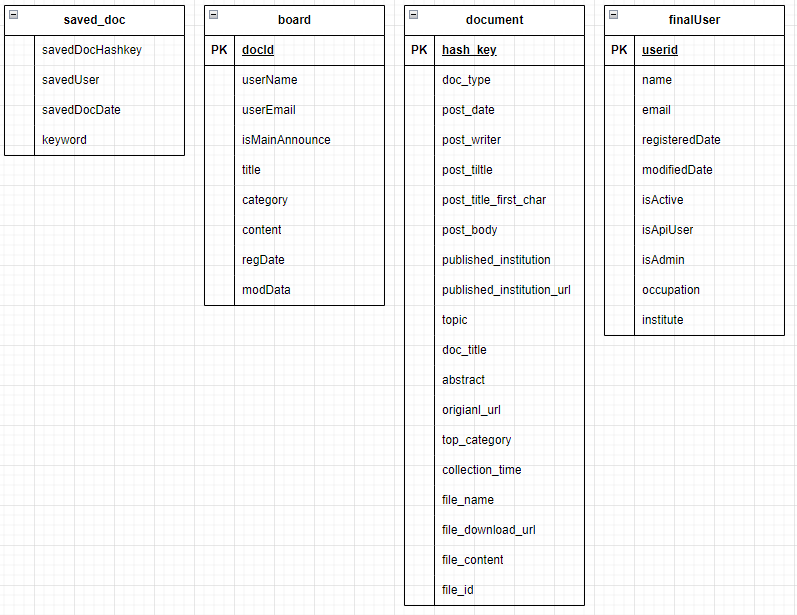 saved_doc
savedDocHashkey
savedUser
savedDocDate
keyword
board
PK docId
userName
userEmail
isMainAnnounce
title
category
content
regDate
modData
document
PK hash_key
doc_type
post_date
post_writer
post_tiltle
post_title_first_char
post_body
published_institution
published_institution_url
topic
doc_title
abstract
origianl_url
top_category
collection_time
file_name
file_download_url
file_content
file_id
finalUser
PK userid
name
email
registeredDate
modifiedDate
isActive
isApiUser
isAdmin
occupation
institute